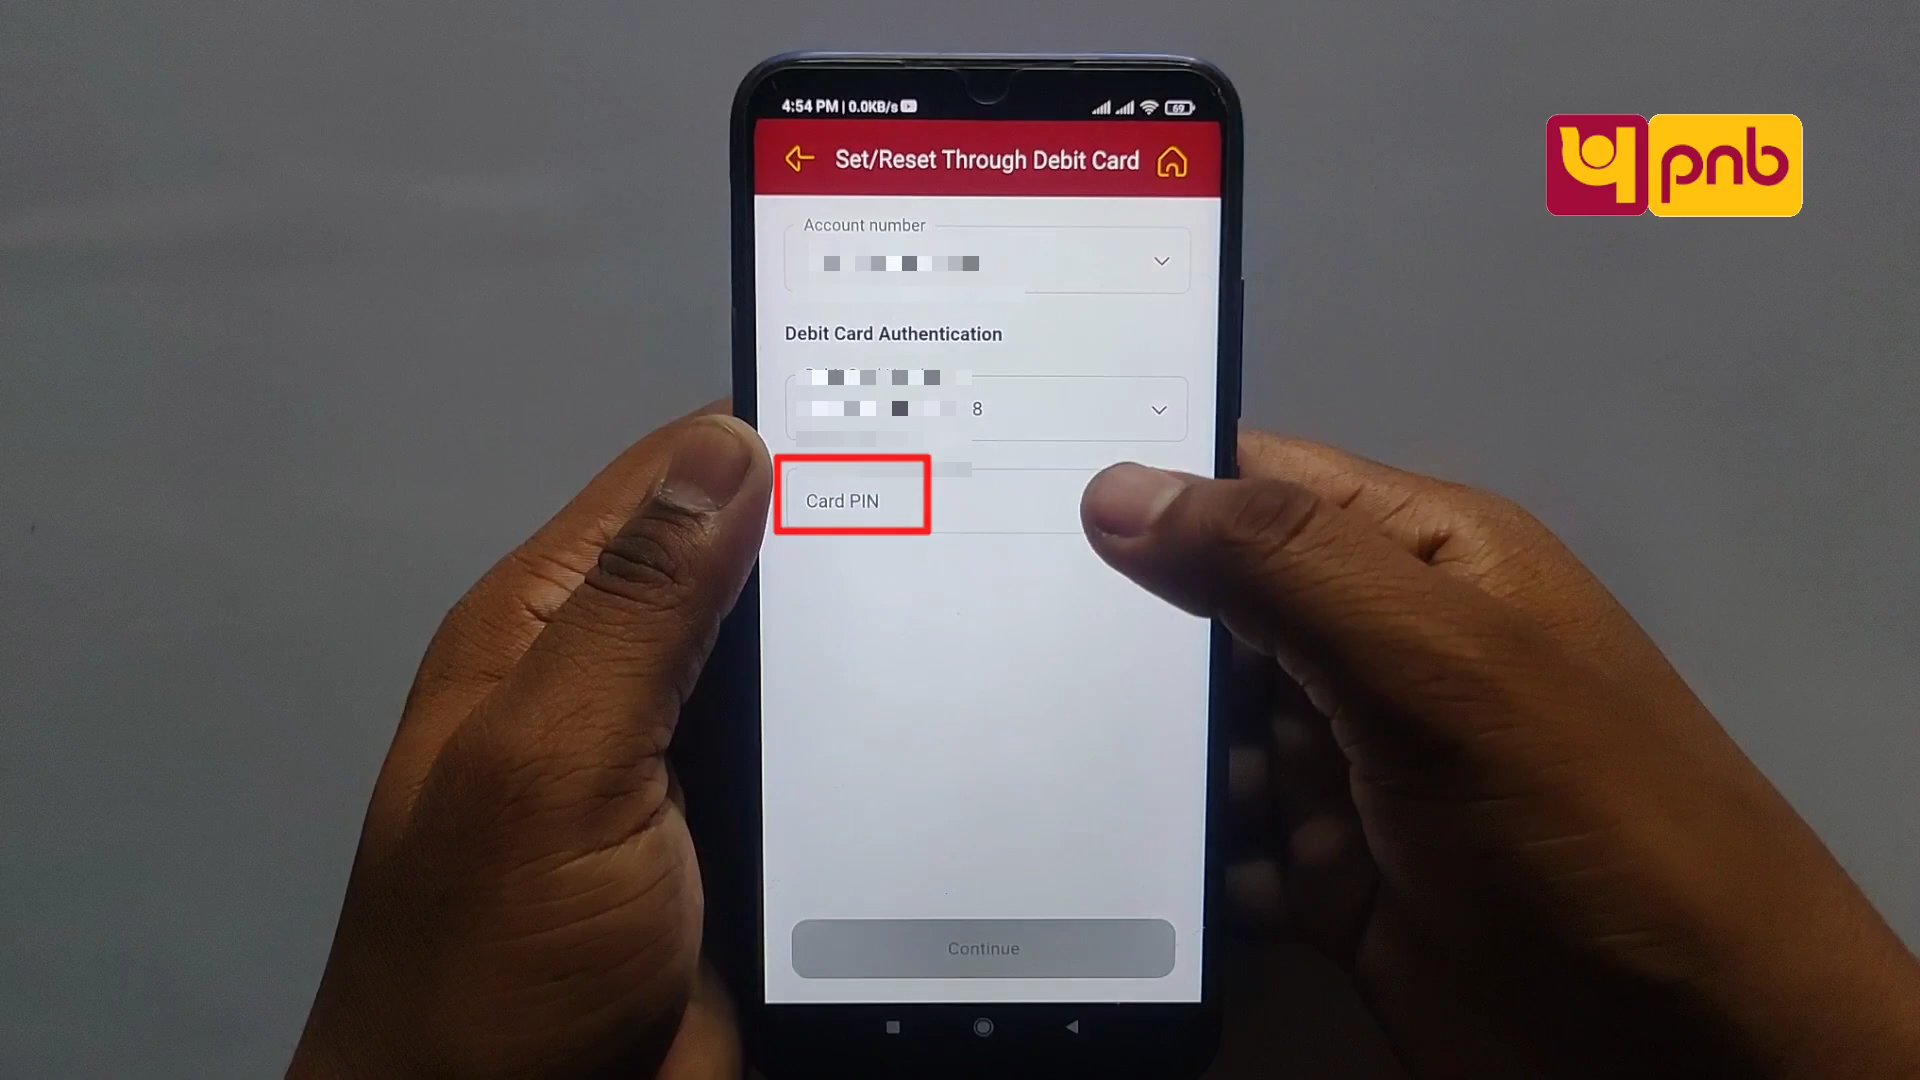 4:54 PM | 0.0KB/s
69
Set/Reset Through Debit Card
प pnb
Account number
Debit Card Authentication
8
Card PIN
Continue